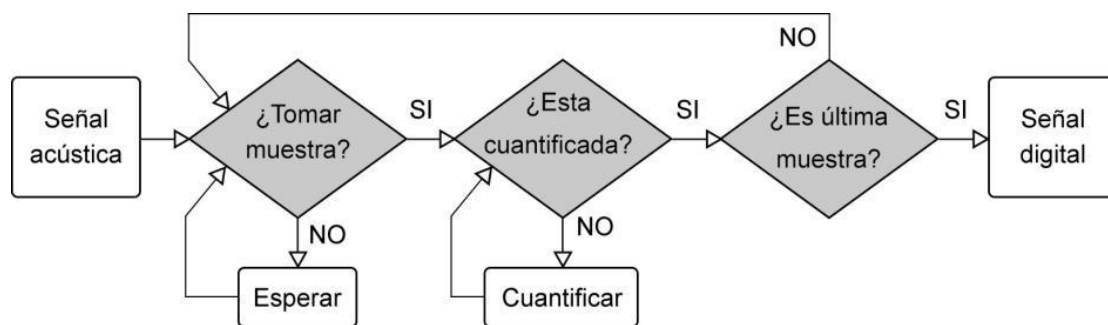 NO
Señal
acústica
¿Tomar
muestra?
SI
¿Esta
cuantificada?
SI
¿Es última
muestra?
SI
Señal
digital
NO
Esperar
NO
Cuantificar